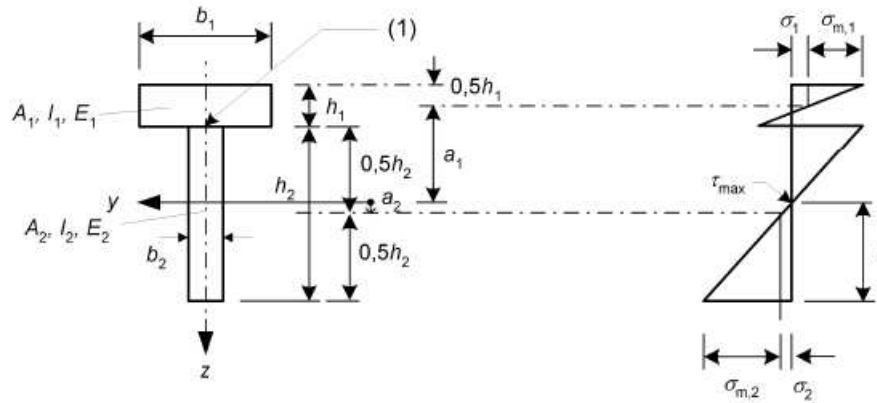 b₁
(1)
σ₁
σm,1
0,5h₁
A₁, I₁, E₁
h₁
a₁
0,5h₂
h₂
τmax
y
a₂
A₂, I₂, E₂
b₂
0,5h₂
z
σm,2
σ₂